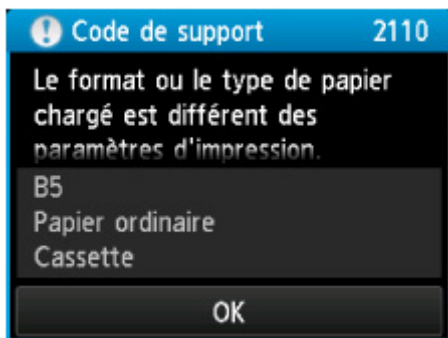 Code de support 2110
Le format ou le type de papier
chargé est différent des
paramètres d'impression.
B5
Papier ordinaire
Cassette
OK